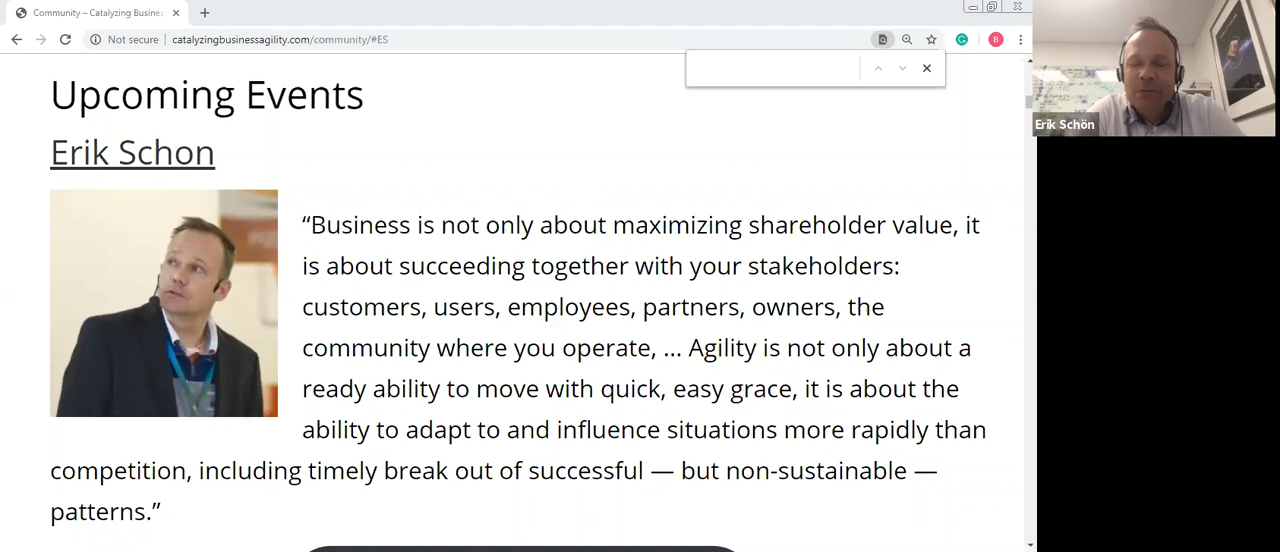 Community – Catalyzing Busines
Not secure
catalyzingbusinessagility.com/community/#ES
B
Upcoming Events
Erik Schon
“Business is not only about maximizing shareholder value, it
is about succeeding together with your stakeholders:
customers, users, employees, partners, owners, the
community where you operate, ... Agility is not only about a
ready ability to move with quick, easy grace, it is about the
ability to adapt to and influence situations more rapidly than
competition, including timely break out of successful — but non-sustainable —
patterns.”
Erik Schön